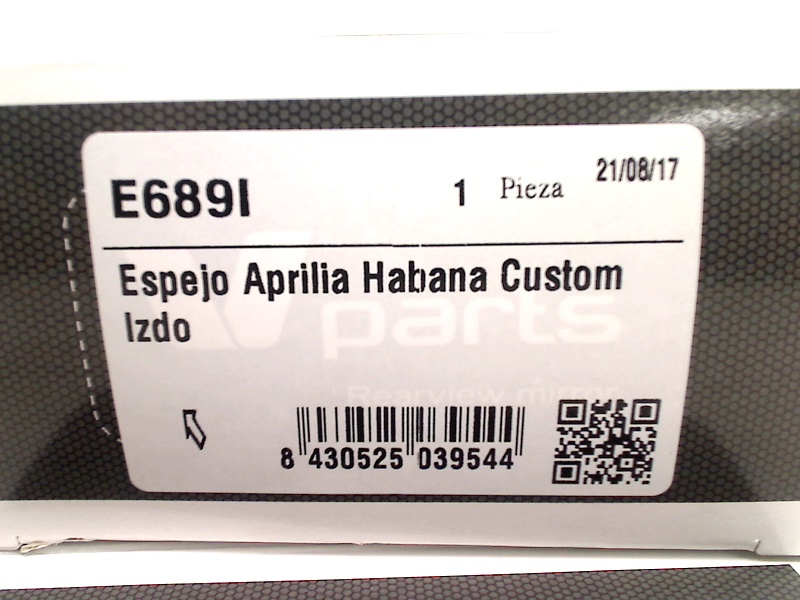 E689I
1 Pieza
21/08/17
Espejo Aprilia Habana Custom
Izdo
V parts
Rearview mirror
8 430525 039544